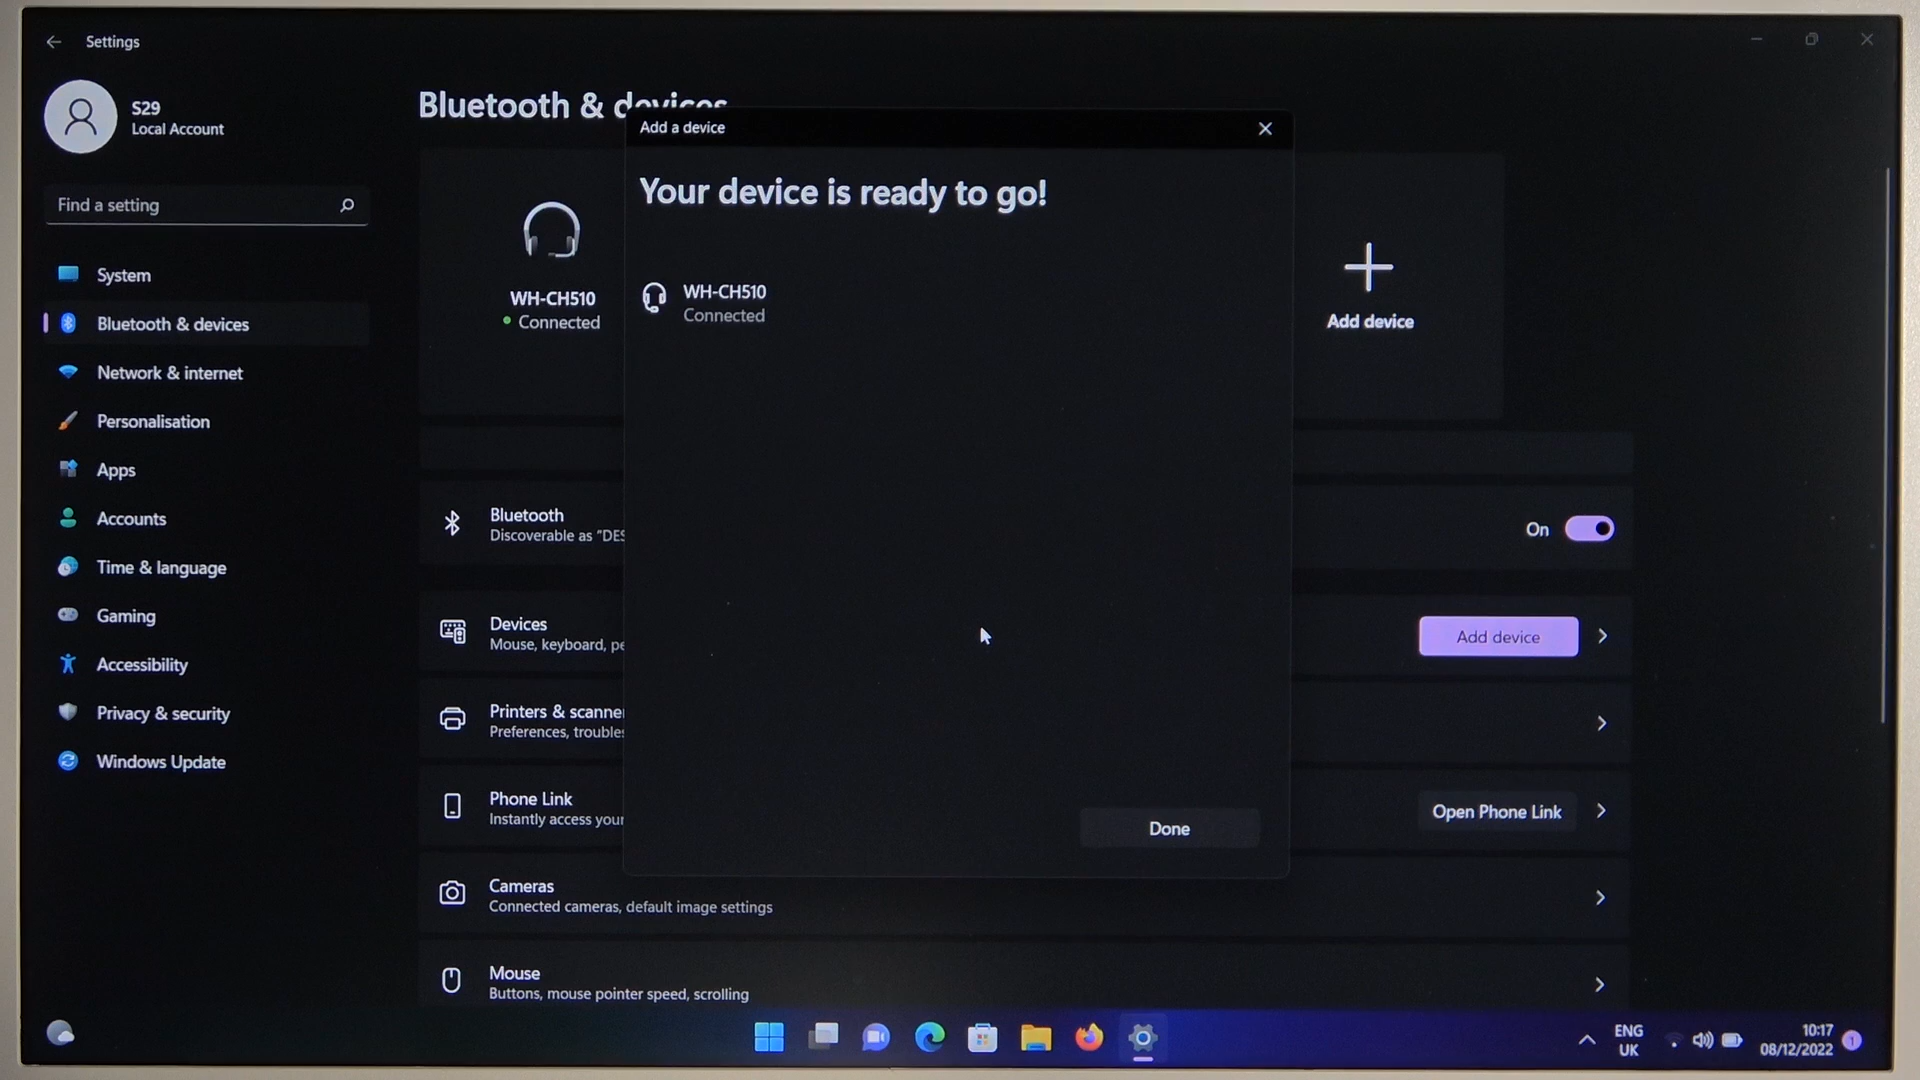 Settings
S29
Local Account
Find a setting
System
Bluetooth & devices
Network & internet
Personalisation
Apps
Accounts
Time & language
Gaming
Accessibility
Privacy & security
Windows Update
Bluetooth & devices
WH-CH510
Connected
Add a device
Your device is ready to go!
WH-CH510
Connected
Done
Add device
Bluetooth
Discoverable as "DES
On
Devices
Mouse, keyboard, pe
Add device
Printers & scanner
Preferences, troubles
Phone Link
Instantly access your
Open Phone Link
Cameras
Connected cameras, default image settings
Mouse
Buttons, mouse pointer speed, scrolling
ENG
UK
10:17
08/12/2022
1